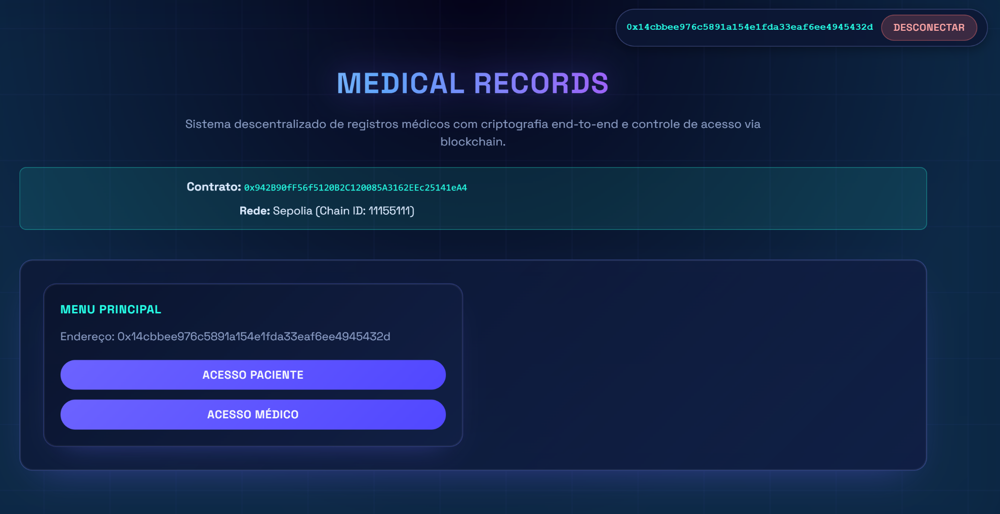 0x14cbbee976c5891a154e1fda33eaf6ee4945432d DESCONECTAR
MEDICAL RECORDS
Sistema descentralizado de registros médicos com criptografia end-to-end e controle de acesso via
blockchain.
Contrato: 0x942B90fF56f5120B2C120085A3162EEc25141eA4
Rede: Sepolia (Chain ID: 11155111)
MENU PRINCIPAL
Endereço: 0x14cbbee976c5891a154e1fda33eaf6ee4945432d
ACESSO PACIENTE
ACESSO MÉDICO